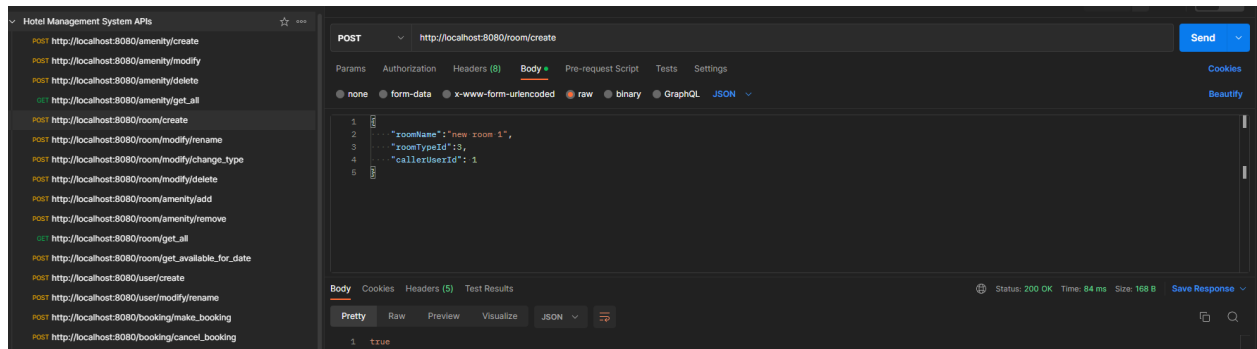 Hotel Management System APIs
POST http://localhost:8080/amenity/create
POST http://localhost:8080/amenity/modify
POST http://localhost:8080/amenity/delete
GET http://localhost:8080/amenity/get_all
POST http://localhost:8080/room/create
POST http://localhost:8080/room/modify/rename
POST http://localhost:8080/room/modify/change_type
POST http://localhost:8080/room/modify/delete
POST http://localhost:8080/room/amenity/add
POST http://localhost:8080/room/amenity/remove
GET http://localhost:8080/room/get_all
POST http://localhost:8080/room/get_available_for_date
POST http://localhost:8080/user/create
POST http://localhost:8080/user/modify/rename
POST http://localhost:8080/booking/make_booking
POST http://localhost:8080/booking/cancel_booking
POST http://localhost:8080/room/create Send
Params Authorization Headers (8) Body Pre-request Script Tests Settings Cookies
none form-data x-www-form-urlencoded raw binary GraphQL JSON Beautify
1 {
2 "roomName":"new room 1",
3 "roomTypeId":3,
4 "callerUserId": 1
5 }
Body Cookies Headers (5) Test Results Status: 200 OK Time: 84 ms Size: 168 B Save Response
Pretty Raw Preview Visualize JSON
1 true